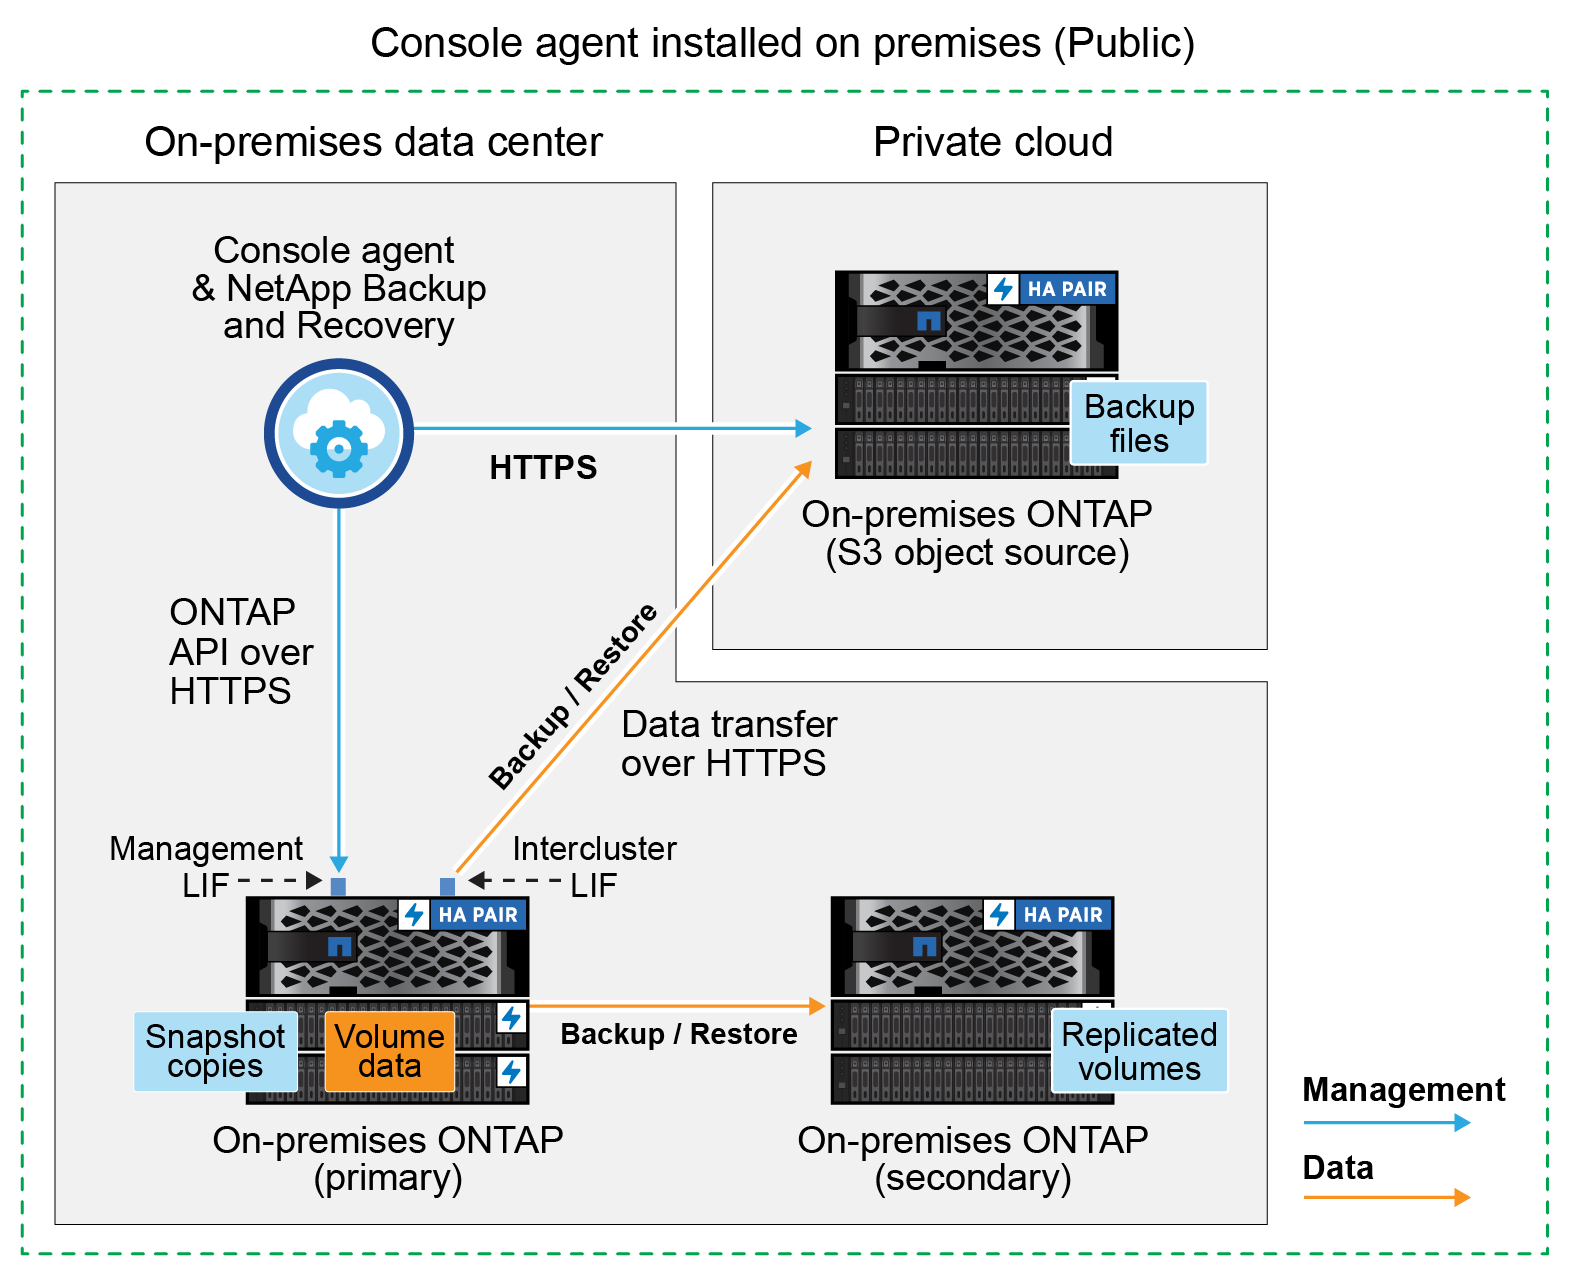 Console agent installed on premises (Public)
On-premises data center
Private cloud
Console agent
& NetApp Backup
and Recovery
HA PAIR
Backup
files
HTTPS
On-premises ONTAP
(S3 object source)
ONTAP
API over
HTTPS
Backup / Restore
Data transfer
over HTTPS
Management
LIF
Intercluster
LIF
HA PAIR
HA PAIR
Snapshot
copies
Volume
data
Backup / Restore
Replicated
volumes
On-premises ONTAP
(primary)
On-premises ONTAP
(secondary)
Management
Data